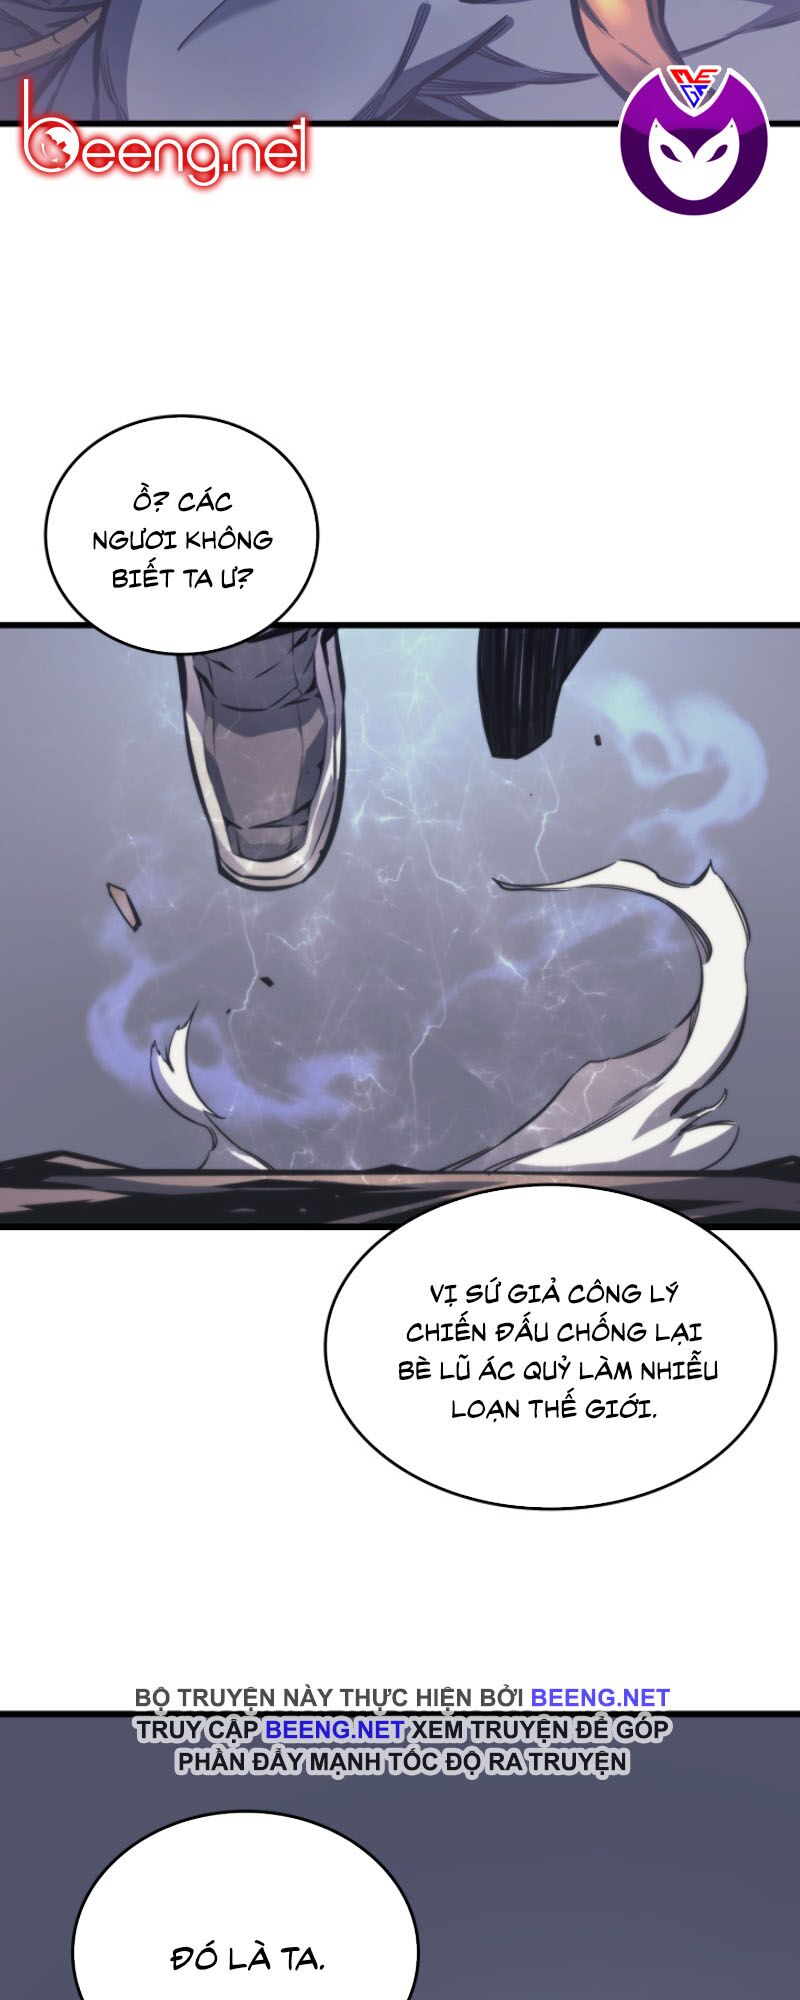 beeng.net
MEGT
Ồ? CÁC
NGƯƠI KHÔNG
BIẾT TA Ư?
VỊ SỨ GIẢ CÔNG LÝ
CHIẾN ĐẤU CHỐNG LẠI
BÈ LŨ ÁC QUỶ LÀM NHIỄU
LOẠN THẾ GIỚI.
BỘ TRUYỆN NÀY THỰC HIỆN BỞI BEENG.NET
TRUY CẬP BEENG.NET XEM TRUYỆN ĐỂ GÓP
PHẦN ĐẨY MẠNH TỐC ĐỘ RA TRUYỆN
ĐÓ LÀ TA.